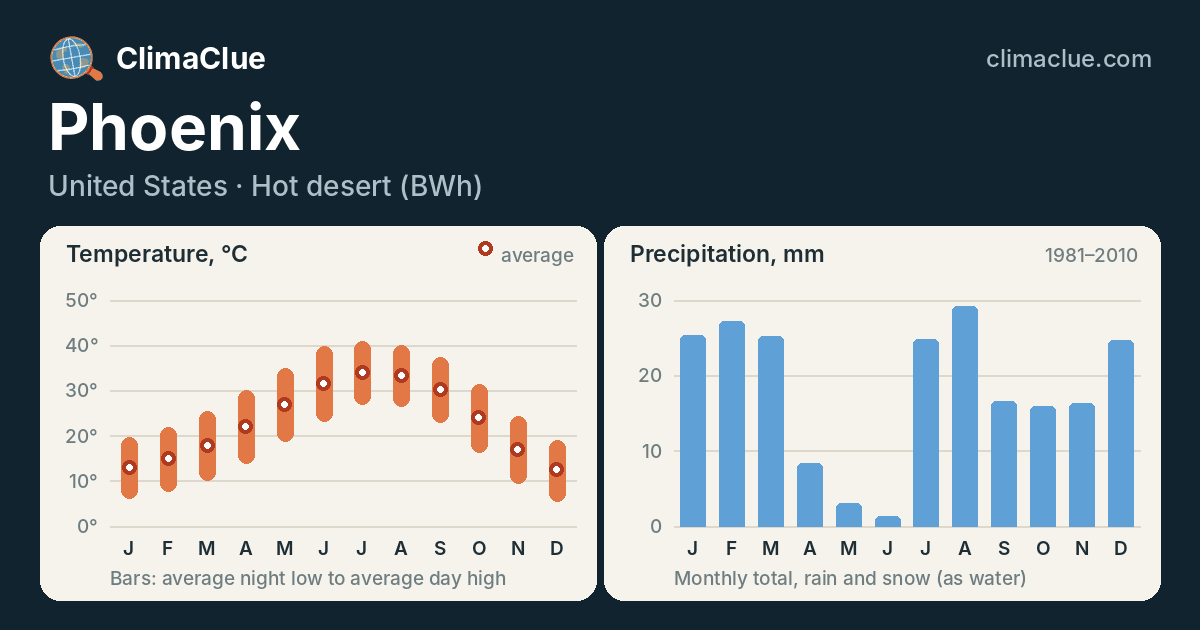 ClimaClue
climaclue.com
Phoenix
United States · Hot desert (BWh)
Temperature, °C
average
50°
40°
30°
20°
10°
0°
J F M A M J J A S O N D
Bars: average night low to average day high
Precipitation, mm
1981–2010
30
20
10
0
J F M A M J J A S O N D
Monthly total, rain and snow (as water)